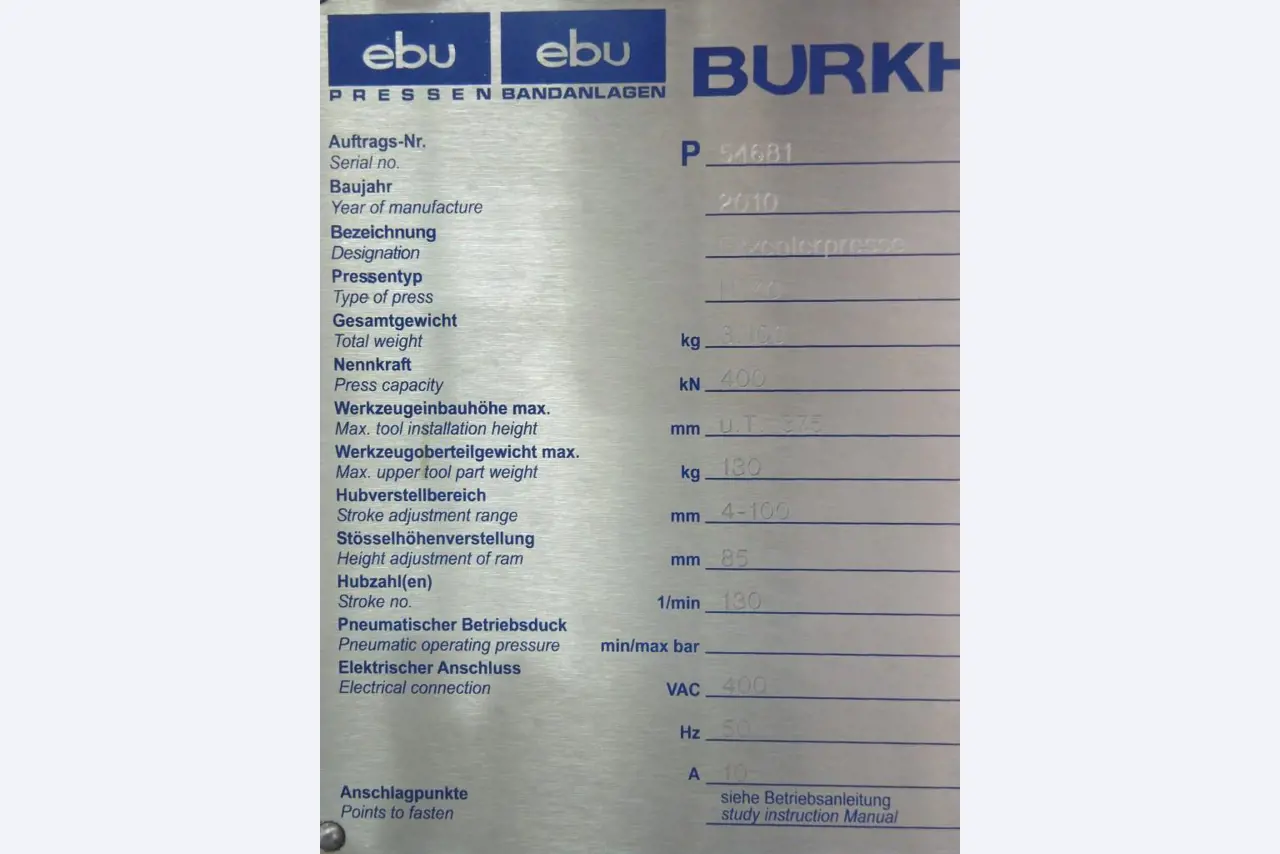 ebu ebu BURKH
PRESSEN BANDANLAGEN
Auftrags-Nr.
Serial no. P 54681
Baujahr
Year of manufacture 2010
Bezeichnung
Designation
Pressentyp
Type of press
Gesamtgewicht
Total weight kg
Nennkraft
Press capacity kN 400
Werkzeugeinbauhöhe max.
Max. tool installation height mm u.T. 375
Werkzeugoberteilgewicht max.
Max. upper tool part weight kg 130
Hubverstellbereich
Stroke adjustment range mm 4-100
Stösselhöhenverstellung
Height adjustment of ram mm 85
Hubzahl(en)
Stroke no. 1/min 130
Pneumatischer Betriebsduck
Pneumatic operating pressure min/max bar
Elektrischer Anschluss
Electrical connection VAC 400
Hz 50
A 10
Anschlagpunkte siehe Betriebsanleitung
Points to fasten study instruction Manual